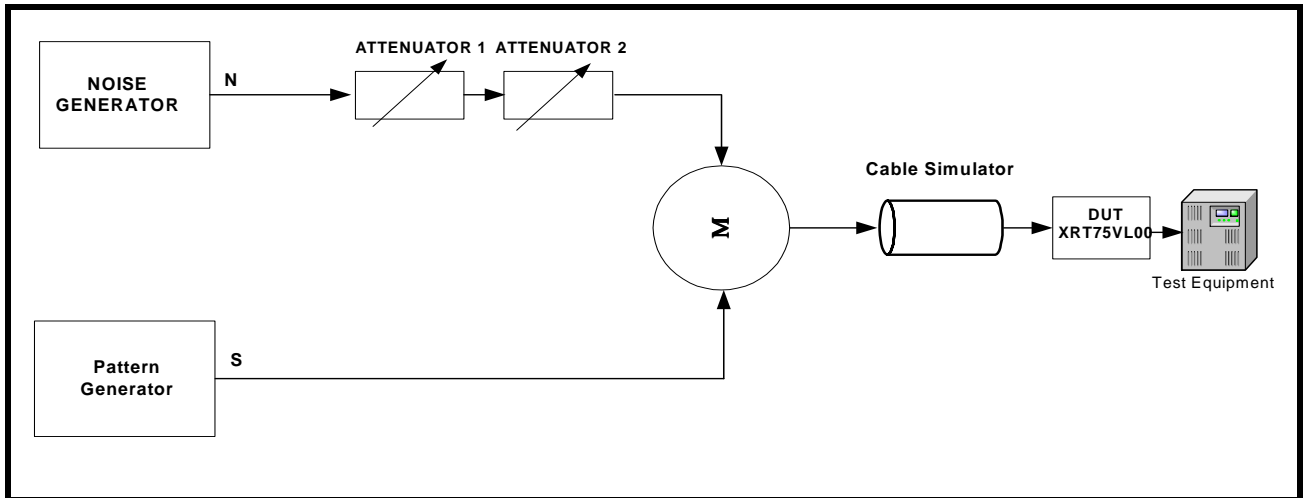 ATTENUATOR 1 ATTENUATOR 2
NOISE
GENERATOR
N
Cable Simulator
M
DUT
XRT75VL00
Test Equipment
Pattern
Generator
S